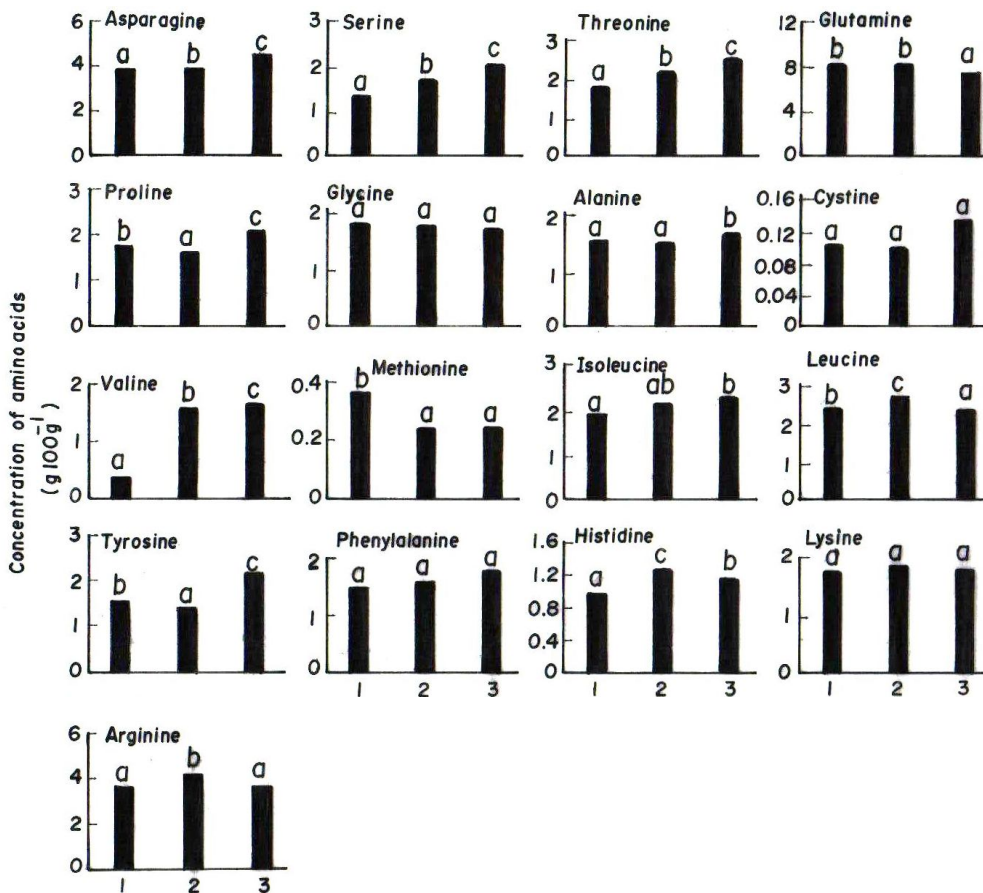 Concentration of amino acids
(g 100g⁻¹)
Asparagine
6
4
2
0
a b c
Serine
3
2
1
0
a b c
Threonine
3
2
1
0
a b c
Glutamine
12
8
4
0
b b a
Proline
3
2
1
0
b a c
Glycine
2
1
0
a a a
Alanine
2
1
0
a a b
Cystine
0.16
0.12
0.08
0.04
0
a a a
Valine
2
1
0
a b c
Methionine
0.4
0.2
0
b a a
Isoleucine
3
2
1
0
a ab b
Leucine
3
2
1
0
b c a
Tyrosine
3
2
1
0
b a c
Phenylalanine
2
1
0
a a a
1 2 3
Histidine
1.6
1.2
0.8
0.4
0
a c b
1 2 3
Lysine
2
1
0
a a a
1 2 3
Arginine
6
4
2
0
a b a
1 2 3